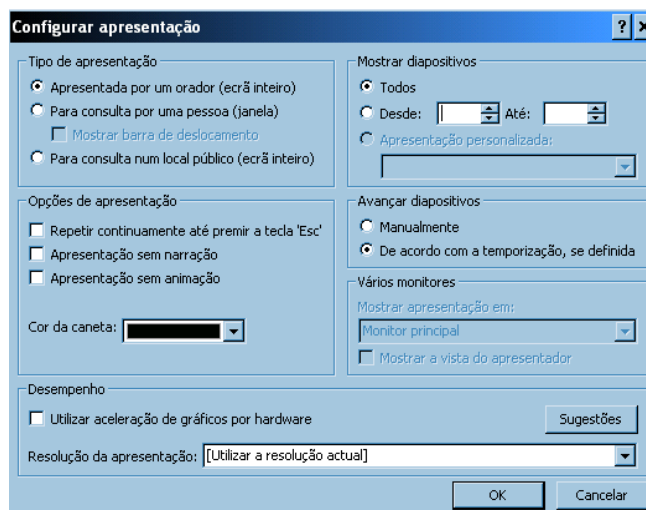 Configurar apresentação
Tipo de apresentação
Apresentada por um orador (ecrã inteiro)
Para consulta por uma pessoa (janela)
Mostrar barra de deslocamento
Para consulta num local público (ecrã inteiro)
Mostrar diapositivos
Todos
Desde: Até:
Apresentação personalizada:
Opções de apresentação
Repetir continuamente até premir a tecla 'Esc'
Apresentação sem narração
Apresentação sem animação
Cor da caneta:
Avançar diapositivos
Manualmente
De acordo com a temporização, se definida
Vários monitores
Mostrar apresentação em:
Monitor principal
Mostrar a vista do apresentador
Desempenho
Utilizar aceleração de gráficos por hardware
Sugestões
Resolução da apresentação: [Utilizar a resolução actual]
OK Cancelar